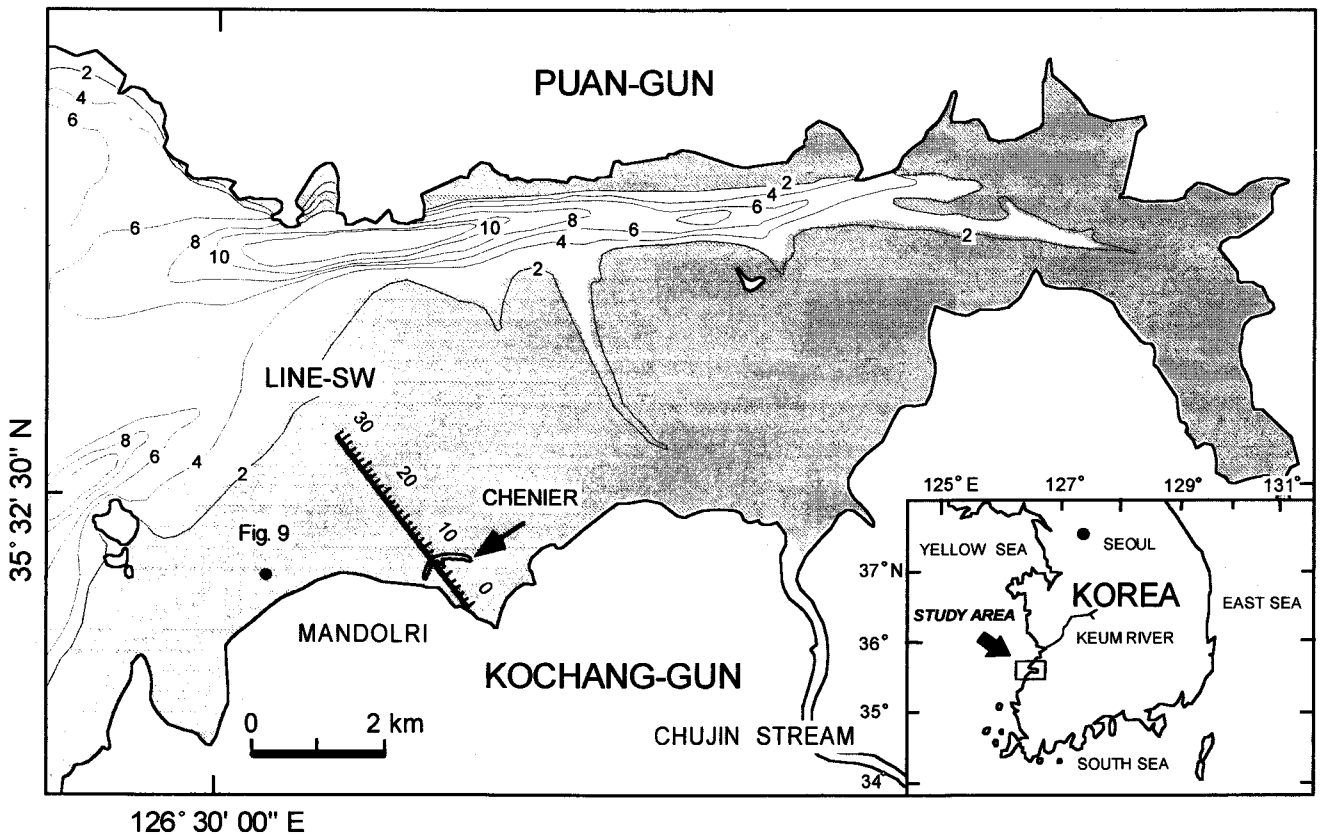 PUAN-GUN
2
4
6
6
8
10
10
8
4
6
6
4
2
2
2
LINE-SW
30
20
10
0
CHENIER
8
6
4
2
Fig. 9
MANDOLRI
KOCHANG-GUN
0 2 km
CHUJIN STREAM
35° 32' 30" N
126° 30' 00" E
125° E 127° 129° 131°
YELLOW SEA
SEOUL
37° N
KOREA
EAST SEA
STUDY AREA
KEUM RIVER
36°
35°
SOUTH SEA
34°